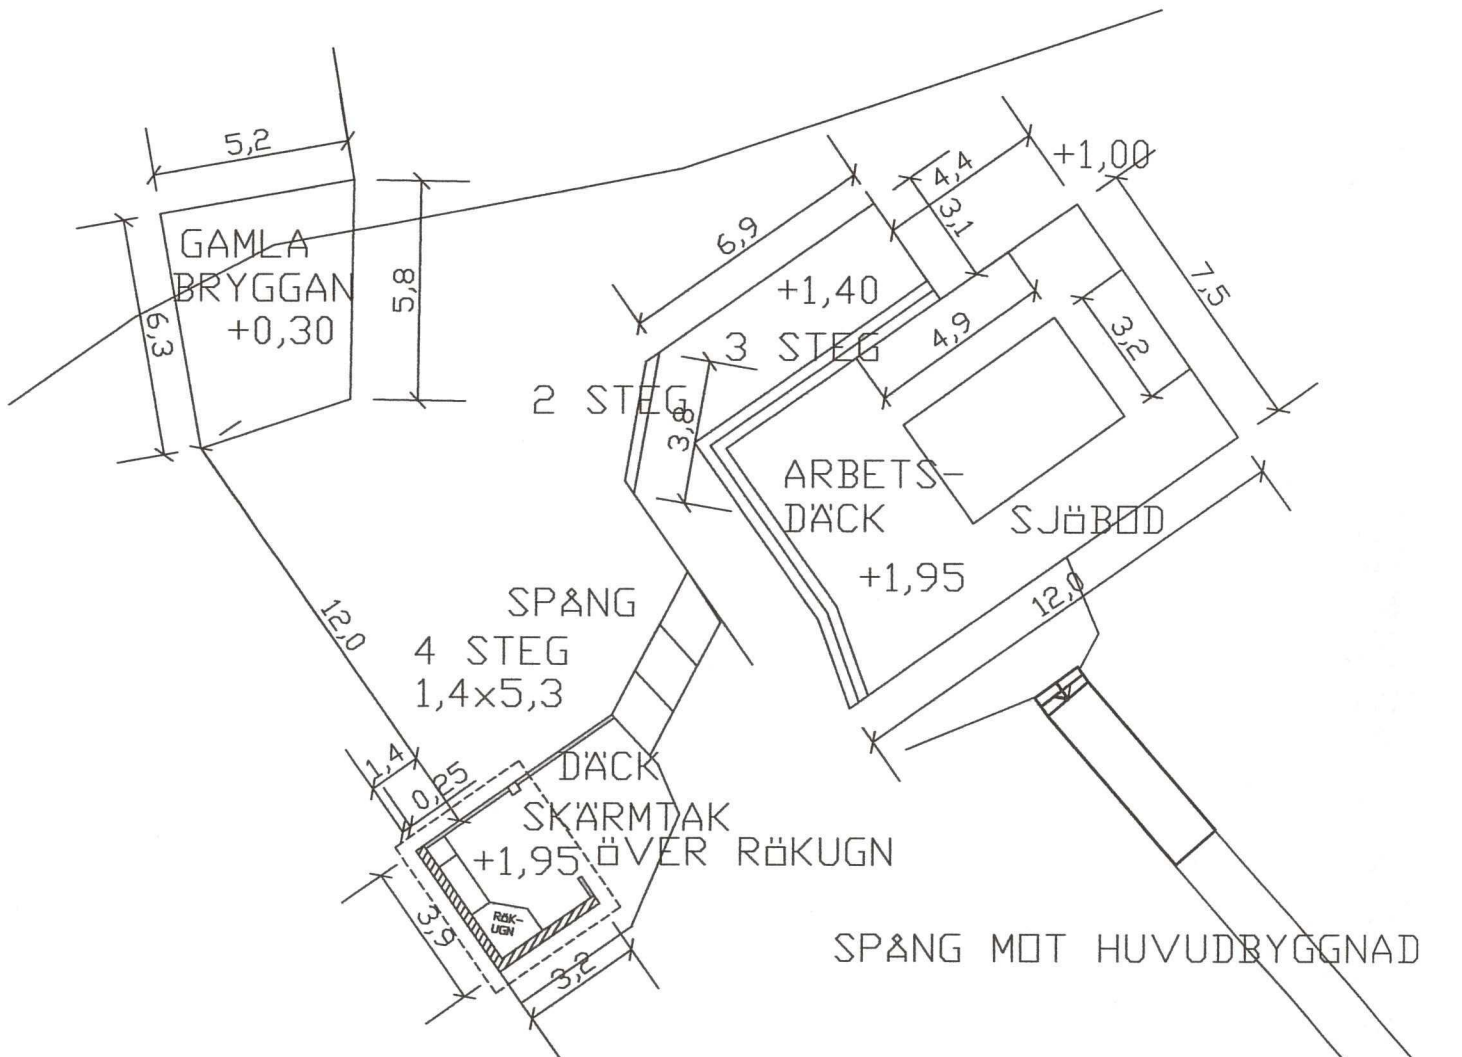 5,2
+1,00
4,4
3,1
6,9
7,5
GAMLA
BRYGGAN
+0,30
6,3
5,8
+1,40
3 STEG
4,9
3,2
2 STEG
3,8
ARBETS-
DÄCK
SJÖBOD
+1,95
12,0
SPÅNG
4 STEG
1,4x5,3
12,0
1,4
0,25
DÄCK
SKÄRMTAK
ÖVER RÖKUGN
+1,95
RÖK-
UGN
3,9
3,2
SPÅNG MOT HUVUDBYGGNAD